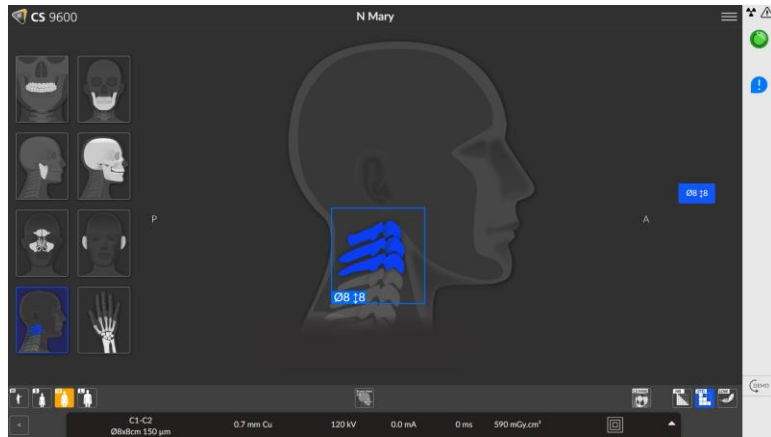 CS 9600
N Mary
P
A
Ø8 ↕8
Ø8 ↕8
C1-C2
Ø8x8cm 150 µm
0.7 mm Cu
120 kV
0.0 mA
0 ms
590 mGy.cm²
DEMO